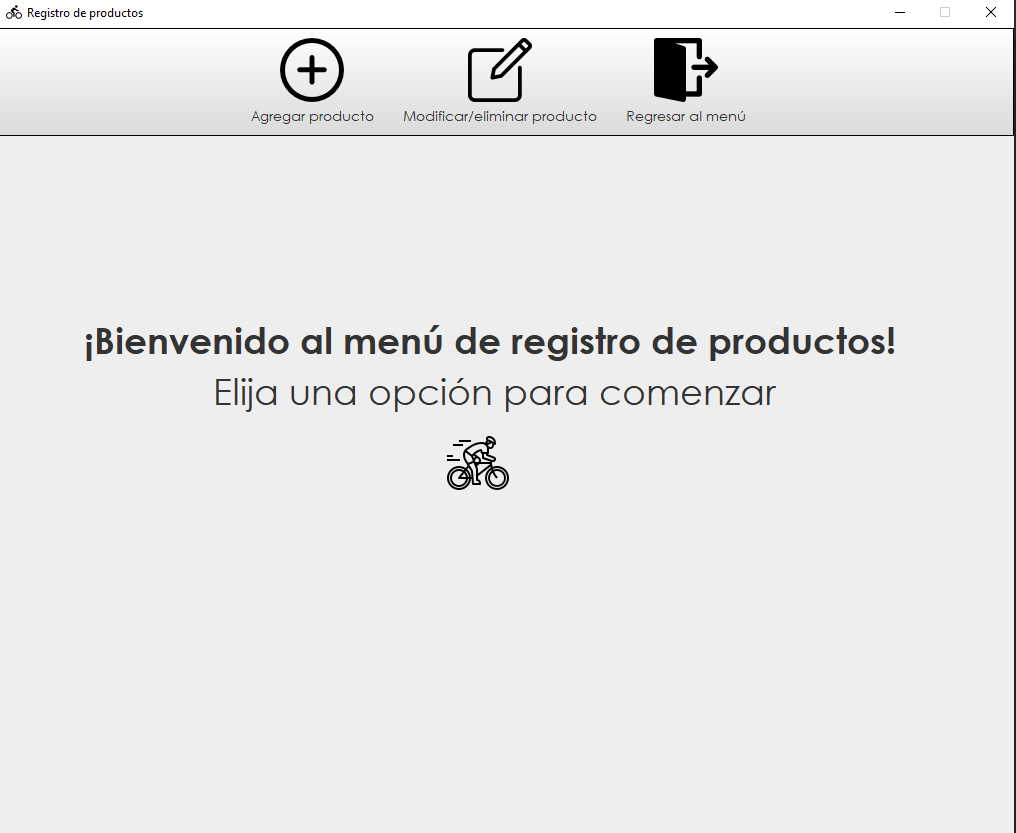 Registro de productos
Agregar producto
Modificar/eliminar producto
Regresar al menú
¡Bienvenido al menú de registro de productos!
Elija una opción para comenzar